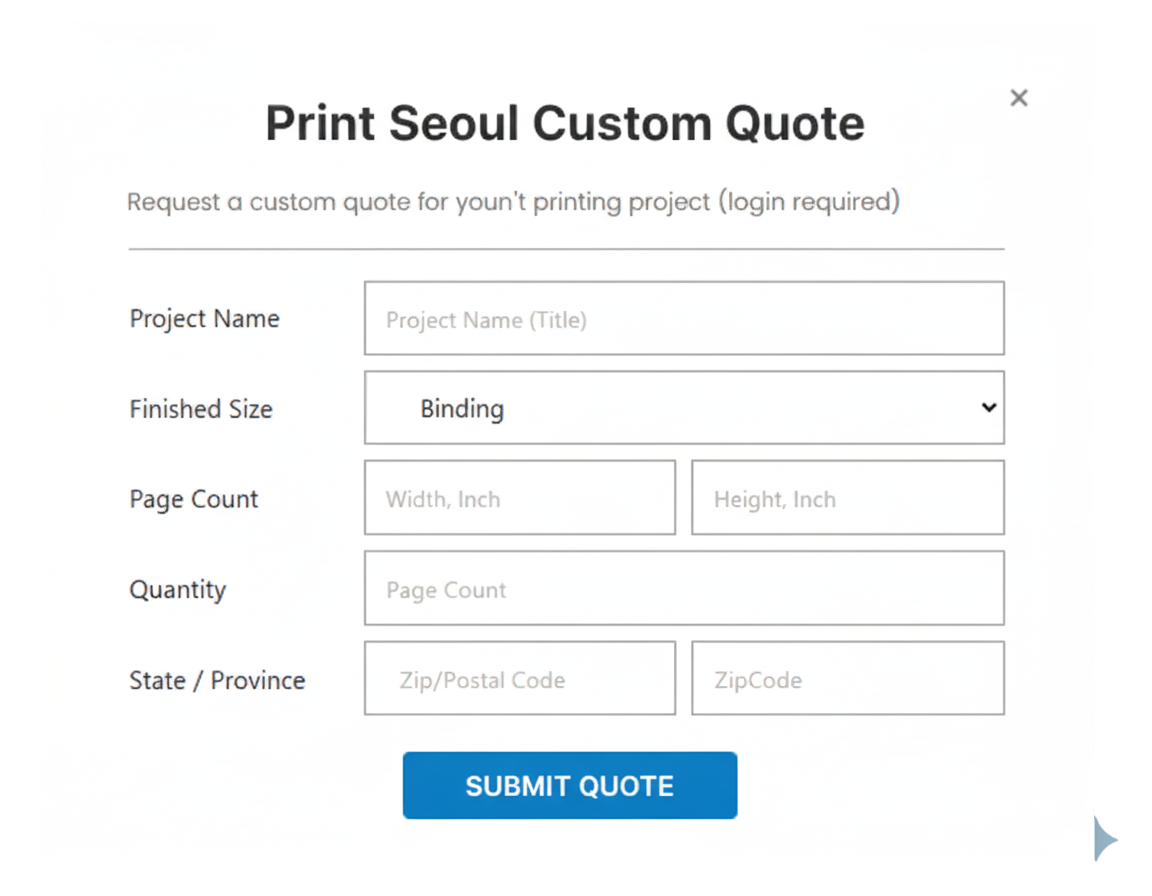 Print Seoul Custom Quote
×
Request a custom quote for youn't printing project (login required)
Project Name
Project Name (Title)
Finished Size
Binding
Page Count
Width, Inch
Height, Inch
Quantity
Page Count
State / Province
Zip/Postal Code
ZipCode
SUBMIT QUOTE